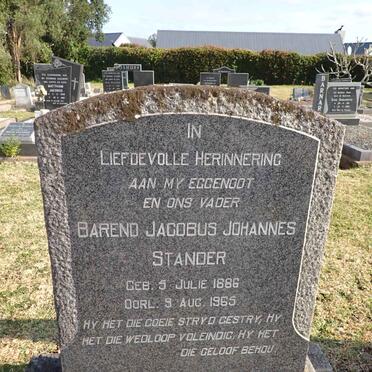 IN
LIEFDEVOLLE HERINNERING
AAN MY EGGENOOT
EN ONS VADER
BAREND JACOBUS JOHANNES
STANDER
GEB. 5 JULIE 1886
OORL. 9 AUG. 1965
HY HET DIE GOEIE STRYD GESTRY, HY
HET DIE WEDLOOP VOLEINDIG, HY HET
DIE GELOOF BEHOU.